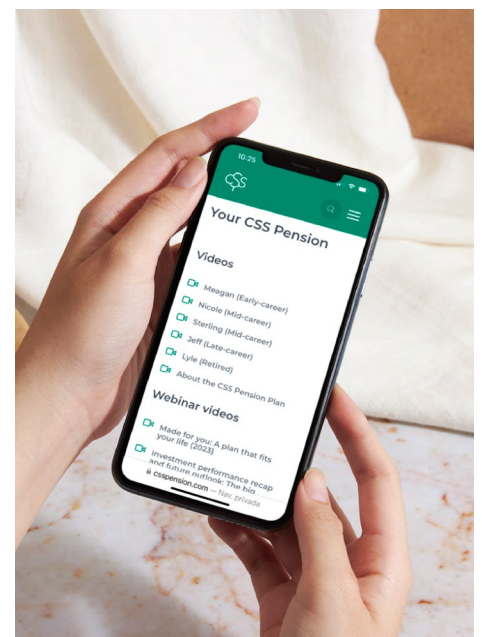 10:25
CSS
Your CSS Pension
Videos
Meagan (Early-career)
Nicole (Mid-career)
Sterling (Mid-career)
Jeff (Late-career)
Lyle (Retired)
About the CSS Pension Plan
Webinar videos
Made for you: A plan that fits
your life (2023)
Investment performance recap
and future outlook: The big
csspension.com — Nav. privada